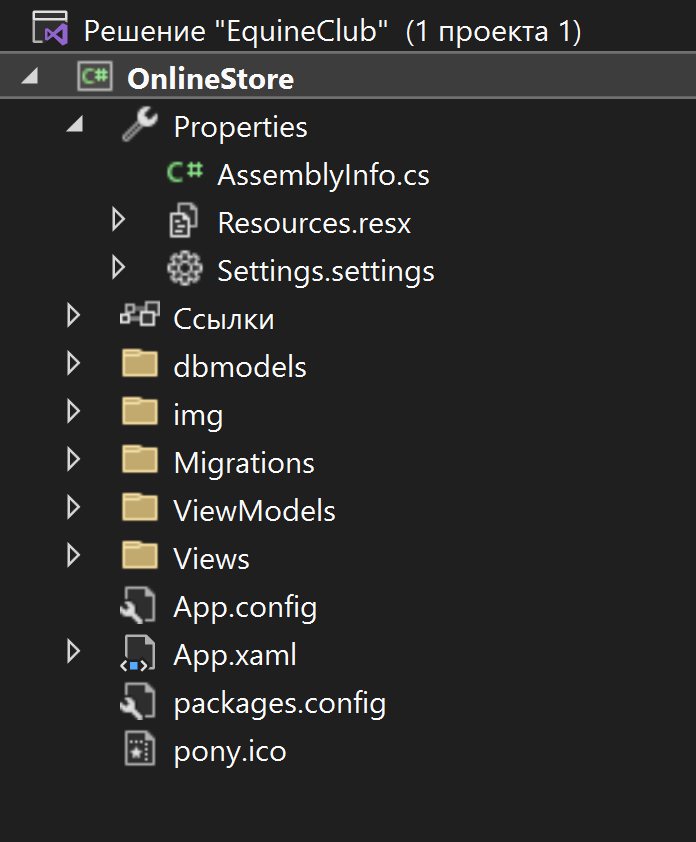 Решение "EquineClub" (1 проекта 1)
C# OnlineStore
Properties
C# AssemblyInfo.cs
Resources.resx
Settings.settings
Ссылки
dbmodels
img
Migrations
ViewModels
Views
App.config
App.xaml
packages.config
pony.ico